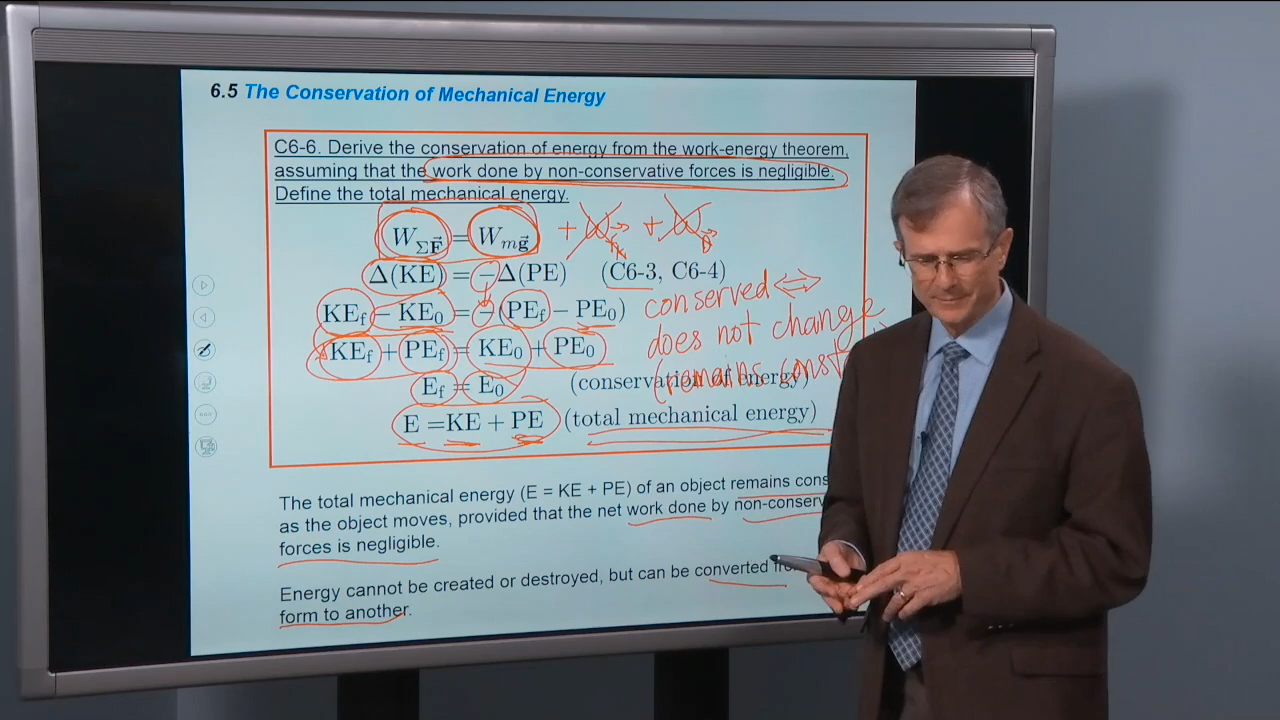 6.5 The Conservation of Mechanical Energy
C6-6. Derive the conservation of energy from the work-energy theorem,
assuming that the work done by non-conservative forces is negligible.
Define the total mechanical energy.
W_ΣF⃗ = W_mg⃗ + W + W
Δ(KE) = −Δ(PE) (C6-3, C6-4)
KE_f − KE_0 = −(PE_f − PE_0)
conserved ⇔
does not change
KE_f + PE_f = KE_0 + PE_0
(remains const
E_f = E_0 (conservation of energy)
E = KE + PE (total mechanical energy)
The total mechanical energy (E = KE + PE) of an object remains cons
as the object moves, provided that the net work done by non-conserv
forces is negligible.
Energy cannot be created or destroyed, but can be converted
form to another.